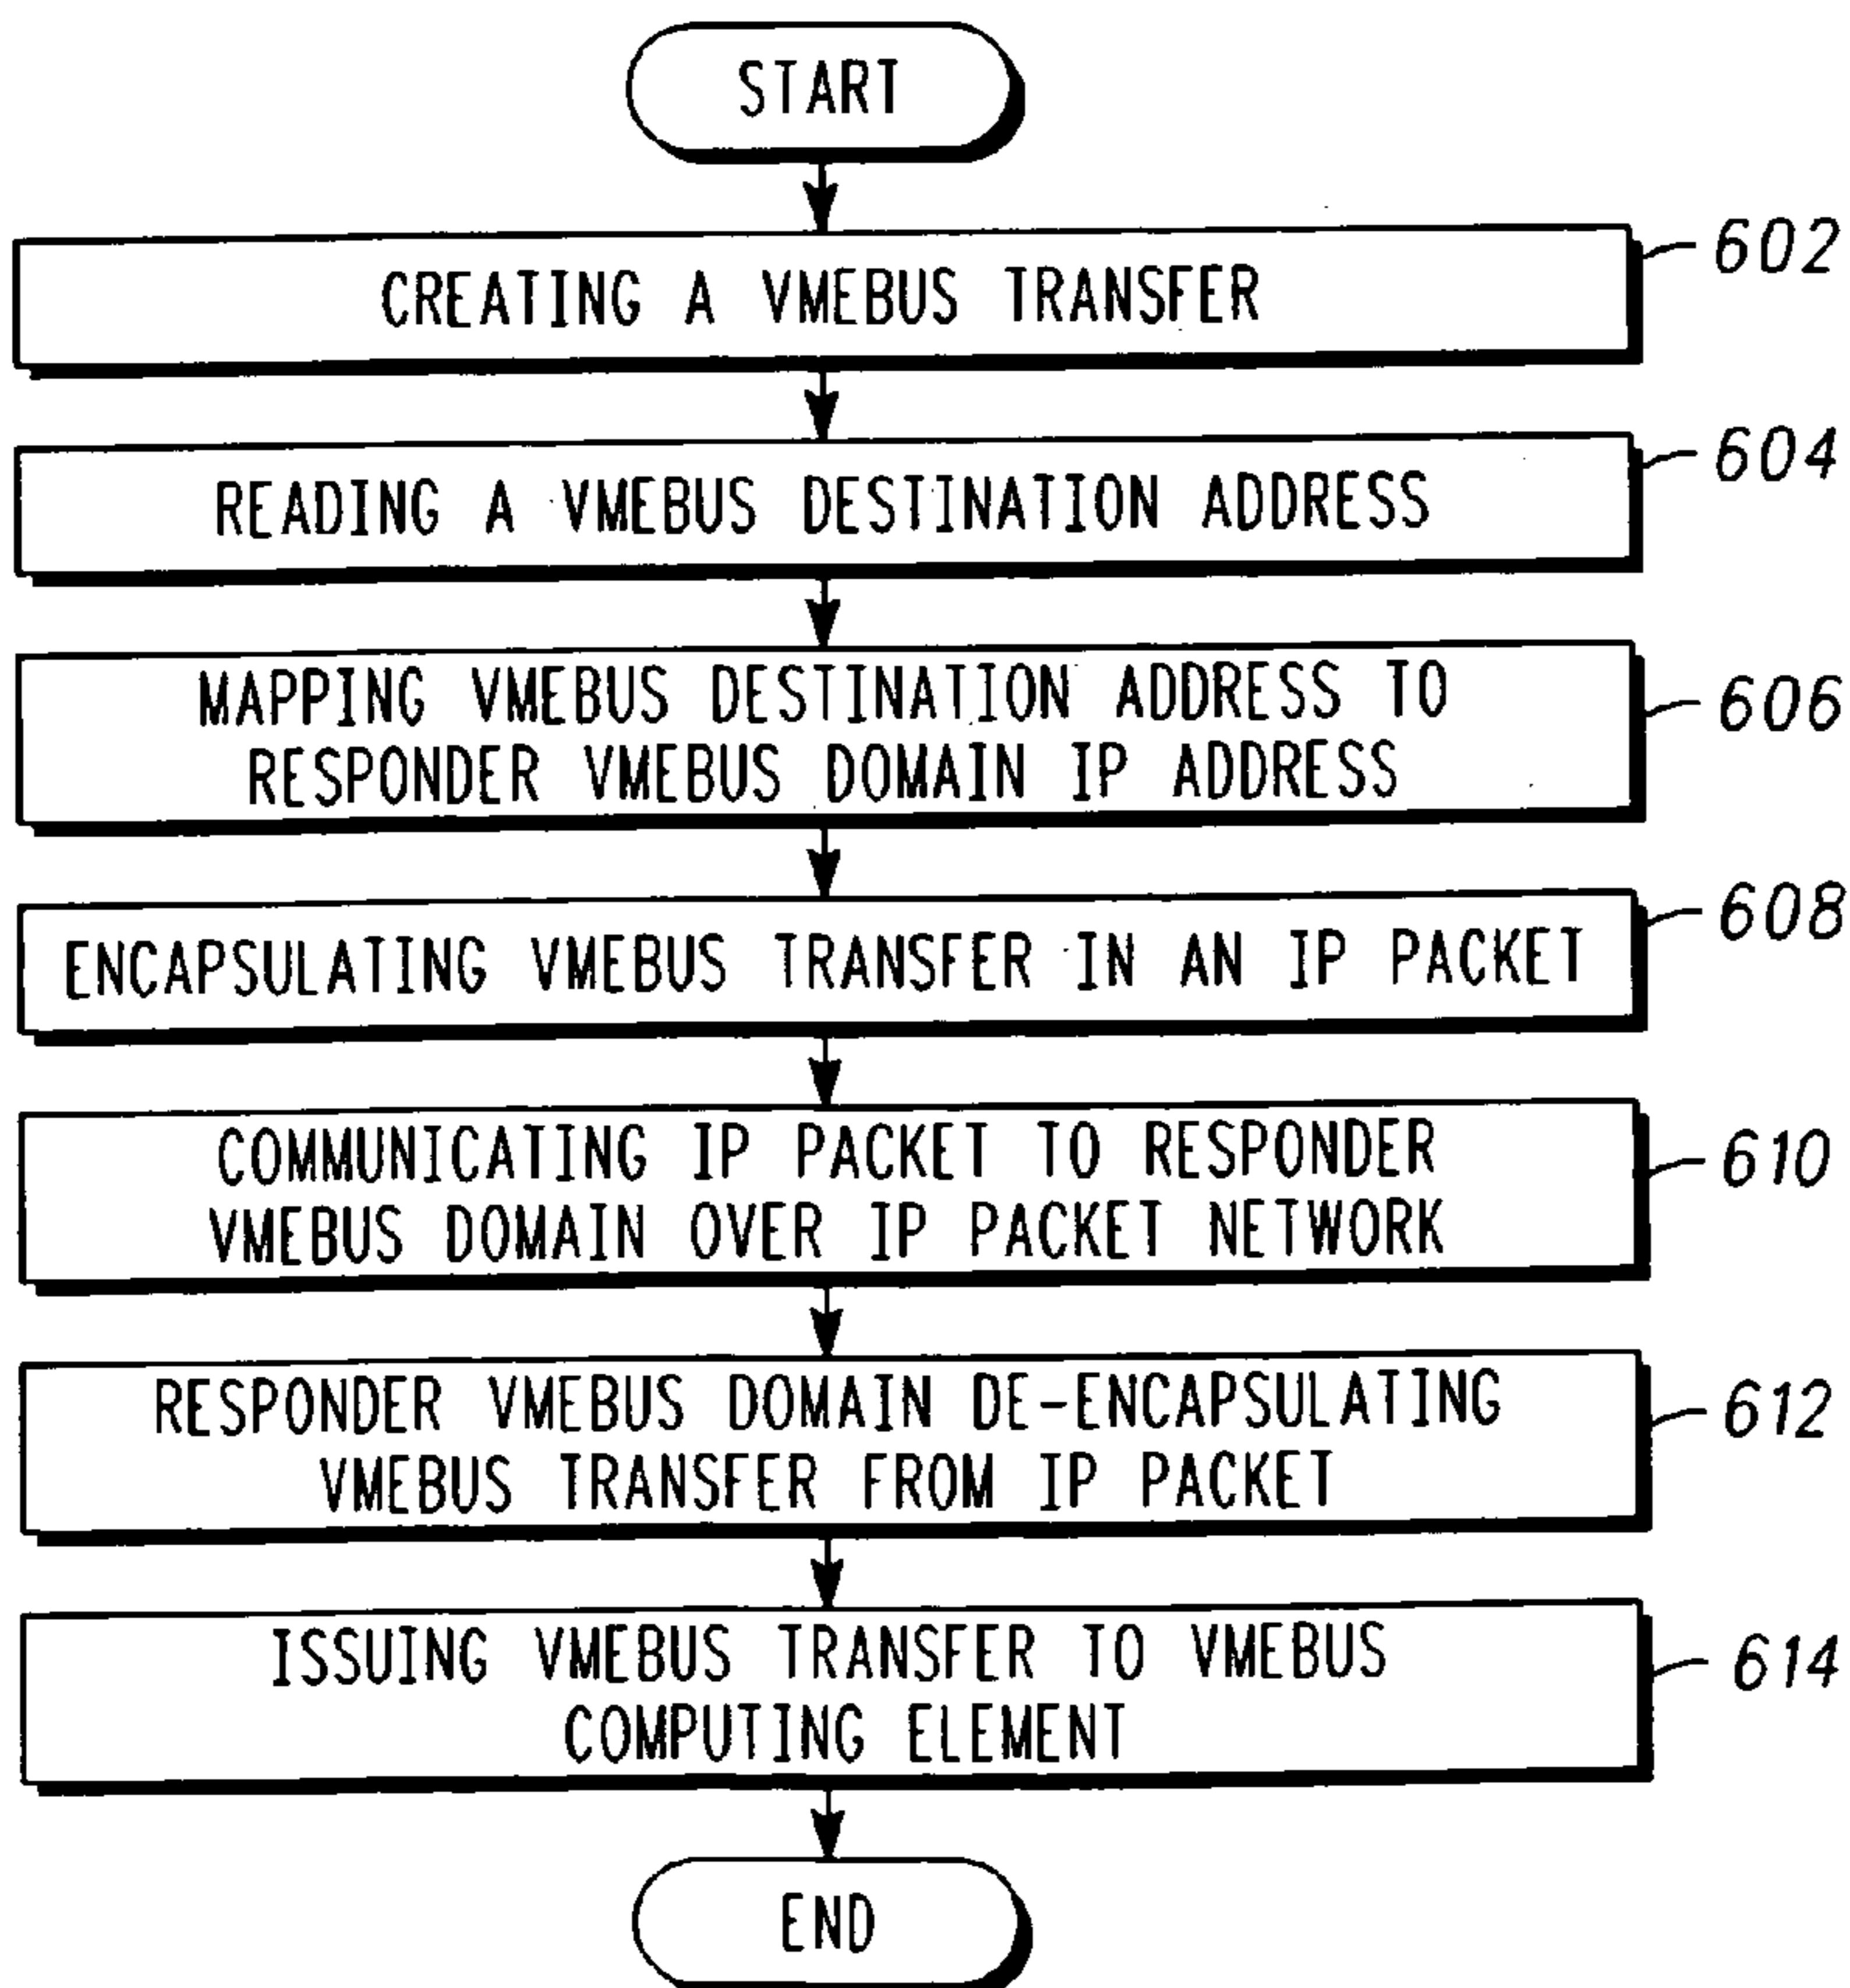 START
CREATING A VMEBUS TRANSFER
602
READING A VMEBUS DESTINATION ADDRESS
604
MAPPING VMEBUS DESTINATION ADDRESS TO
RESPONDER VMEBUS DOMAIN IP ADDRESS
606
ENCAPSULATING VMEBUS TRANSFER IN AN IP PACKET
608
COMMUNICATING IP PACKET TO RESPONDER
VMEBUS DOMAIN OVER IP PACKET NETWORK
610
RESPONDER VMEBUS DOMAIN DE-ENCAPSULATING
VMEBUS TRANSFER FROM IP PACKET
612
ISSUING VMEBUS TRANSFER TO VMEBUS
COMPUTING ELEMENT
614
END